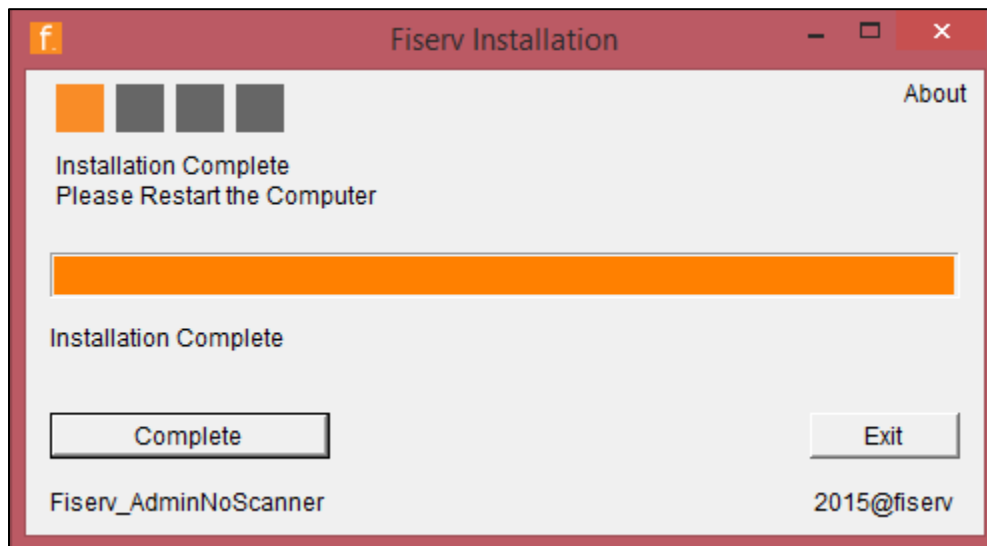 f.
Fiserv Installation
About
Installation Complete
Please Restart the Computer
Installation Complete
Complete
Exit
Fiserv_AdminNoScanner
2015@fiserv